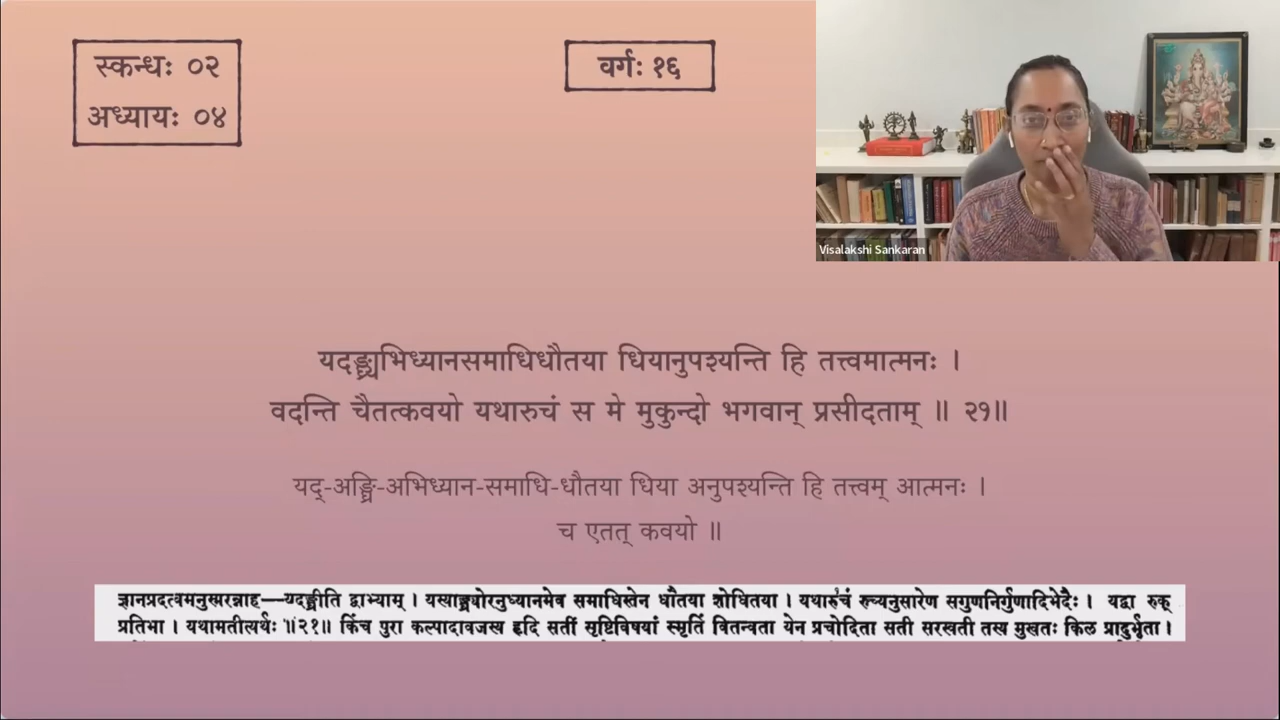 स्कन्धः ०२
अध्यायः ०४
वर्गः १६
Visalakshi Sankaran
यदङ्घ्र्यभिध्यानसमाधिधौतया धियानुपश्यन्ति हि तत्त्वमात्मनः ।
वदन्ति चैतत्कवयो यथारुचं स मे मुकुन्दो भगवान् प्रसीदताम् ॥ २१॥
यद्-अङ्घ्रि-अभिध्यान-समाधि-धौतया धिया अनुपश्यन्ति हि तत्त्वम् आत्मनः ।
च एतत् कवयो ॥
ज्ञानप्रदत्वमनुस्मरन्नाह—यदङ्घ्रीति द्वाभ्याम् । यस्याङ्घ्र्योरनुध्यानमेव समाधिस्तेन धौतया शोधितया । यथारुचं रुच्यनुसारेण सगुणनिर्गुणादिभेदैः । यद्वा रुक्
प्रतिभा । यथामतीत्यर्थः ॥२१॥ किंच पुरा कल्पादावजस्य हृदि सतीं सृष्टिविषयां स्मृतिं वितन्वता येन प्रचोदिता सती सरस्वती तस्य मुखतः किल प्रादुर्भूता ।